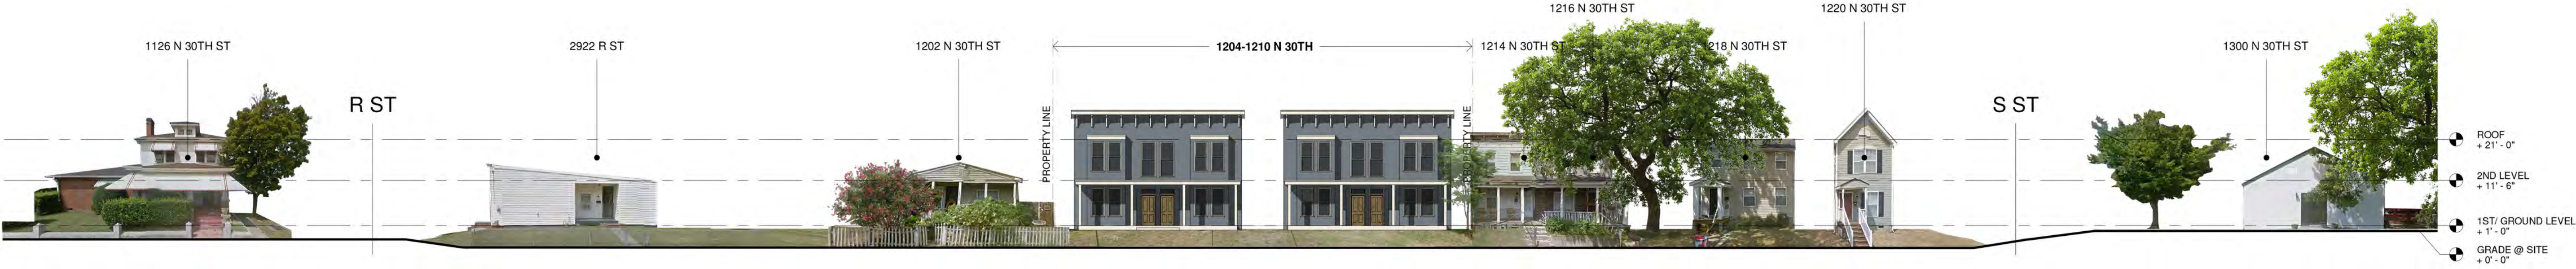 1216 N 30TH ST
1220 N 30TH ST
1126 N 30TH ST
2922 R ST
1202 N 30TH ST
1204-1210 N 30TH
1214 N 30TH ST
218 N 30TH ST
1300 N 30TH ST
R ST
S ST
PROPERTY LINE
PROPERTY LINE
ROOF
+ 21' - 0"
2ND LEVEL
+ 11' - 6"
1ST/ GROUND LEVEL
+ 1' - 0"
GRADE @ SITE
+ 0' - 0"